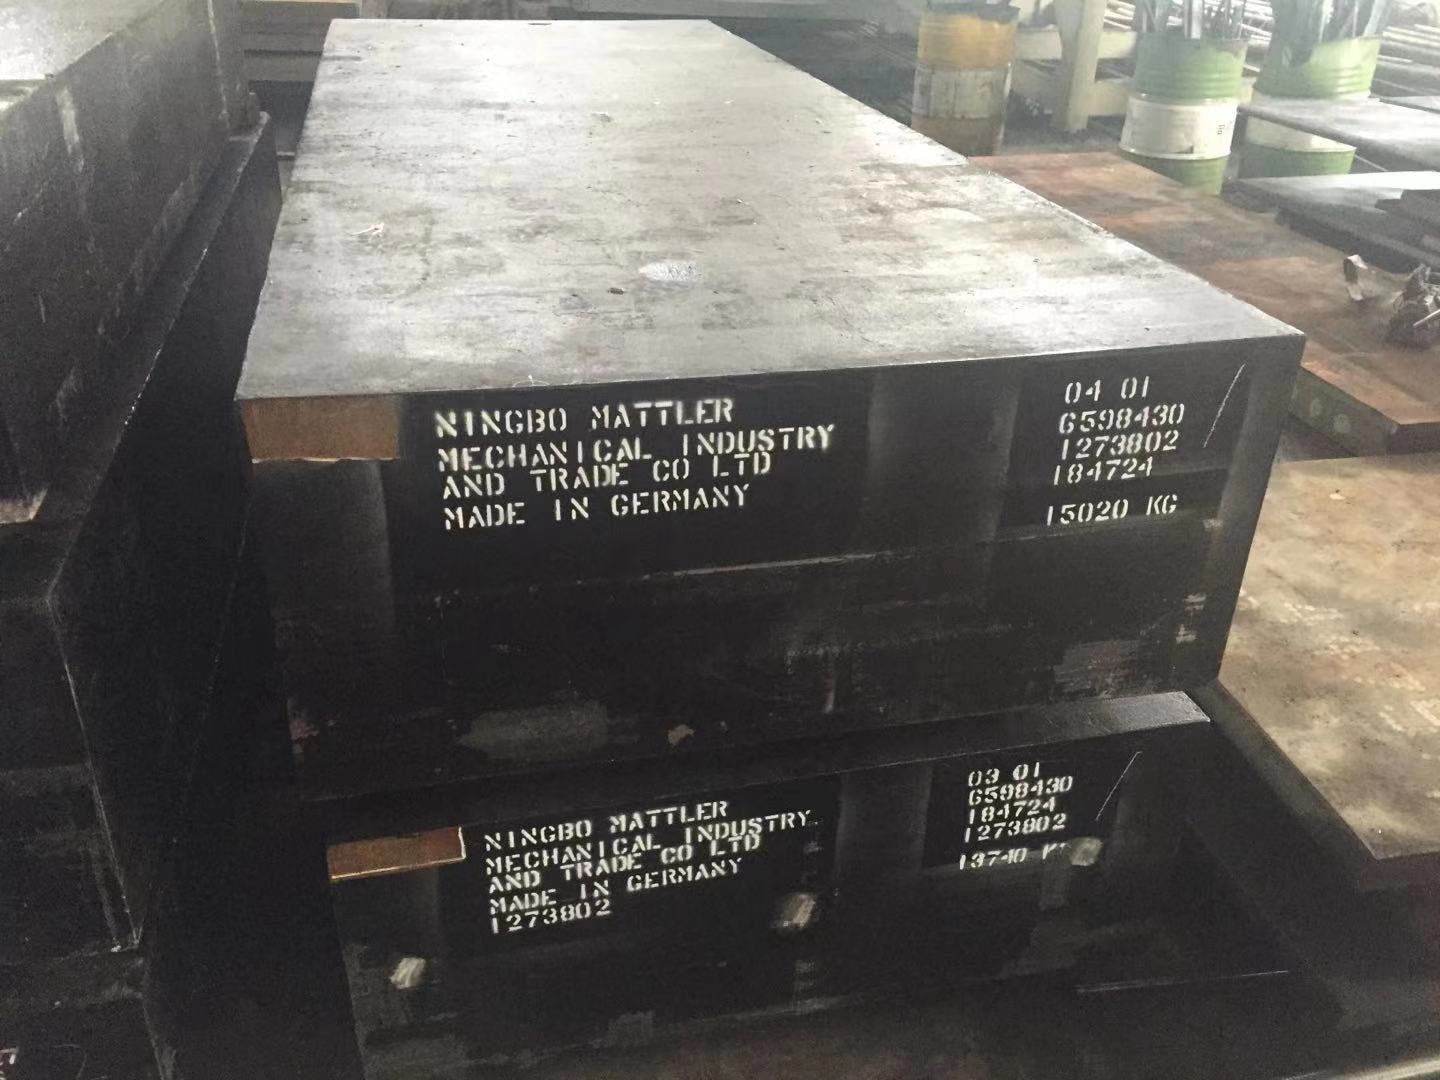 NINGBO MATTLER
MECHANICAL INDUSTRY
AND TRADE CO LTD
MADE IN GERMANY
04 01
6598430
1273802
184724
15020 KG
NINGBO MATTLER
MECHANICAL INDUSTRY
AND TRADE CO LTD
MADE IN GERMANY
1273802
03 01
6598430
184724
1273802
13740